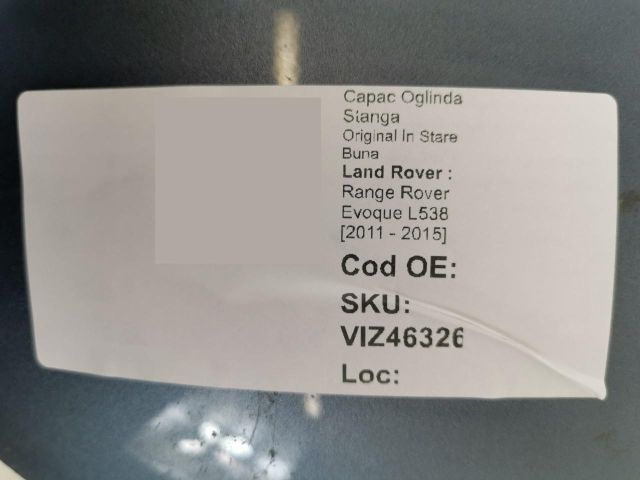 Capac Oglinda
Stanga
Original In Stare
Buna
Land Rover :
Range Rover
Evoque L538
[2011 - 2015]
Cod OE:
SKU:
VIZ46326
Loc: